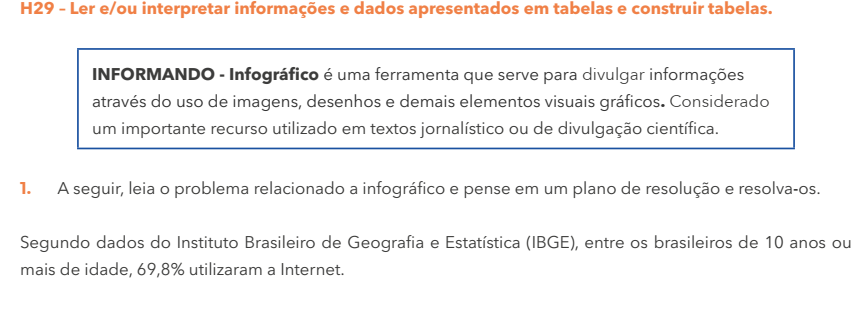 H29 – Ler e/ou interpretar informações e dados apresentados em tabelas e construir tabelas.
INFORMANDO - Infográfico é uma ferramenta que serve para divulgar informações
através do uso de imagens, desenhos e demais elementos visuais gráficos. Considerado
um importante recurso utilizado em textos jornalístico ou de divulgação científica.
1. A seguir, leia o problema relacionado a infográfico e pense em um plano de resolução e resolva-os.
Segundo dados do Instituto Brasileiro de Geografia e Estatística (IBGE), entre os brasileiros de 10 anos ou
mais de idade, 69,8% utilizaram a Internet.